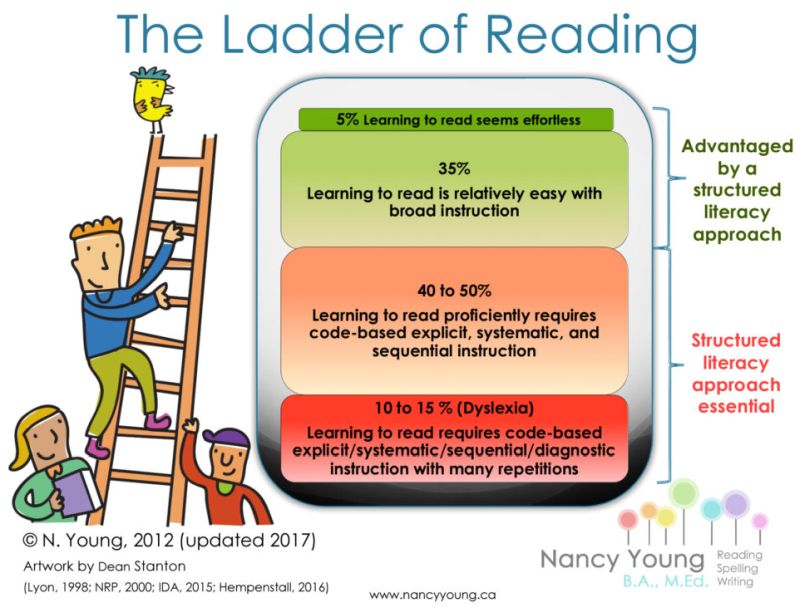 The Ladder of Reading
5% Learning to read seems effortless
35%
Learning to read is relatively easy with
broad instruction
40 to 50%
Learning to read proficiently requires
code-based explicit, systematic, and
sequential instruction
10 to 15 % (Dyslexia)
Learning to read requires code-based
explicit/systematic/sequential/diagnostic
instruction with many repetitions
Advantaged
by a
structured
literacy
approach
Structured
literacy
approach
essential
© N. Young, 2012 (updated 2017)
Artwork by Dean Stanton
(Lyon, 1998; NRP, 2000; IDA, 2015; Hempenstall, 2016)
www.nancyyoung.ca
Nancy Young
B.A., M.Ed.
Reading
Spelling
Writing